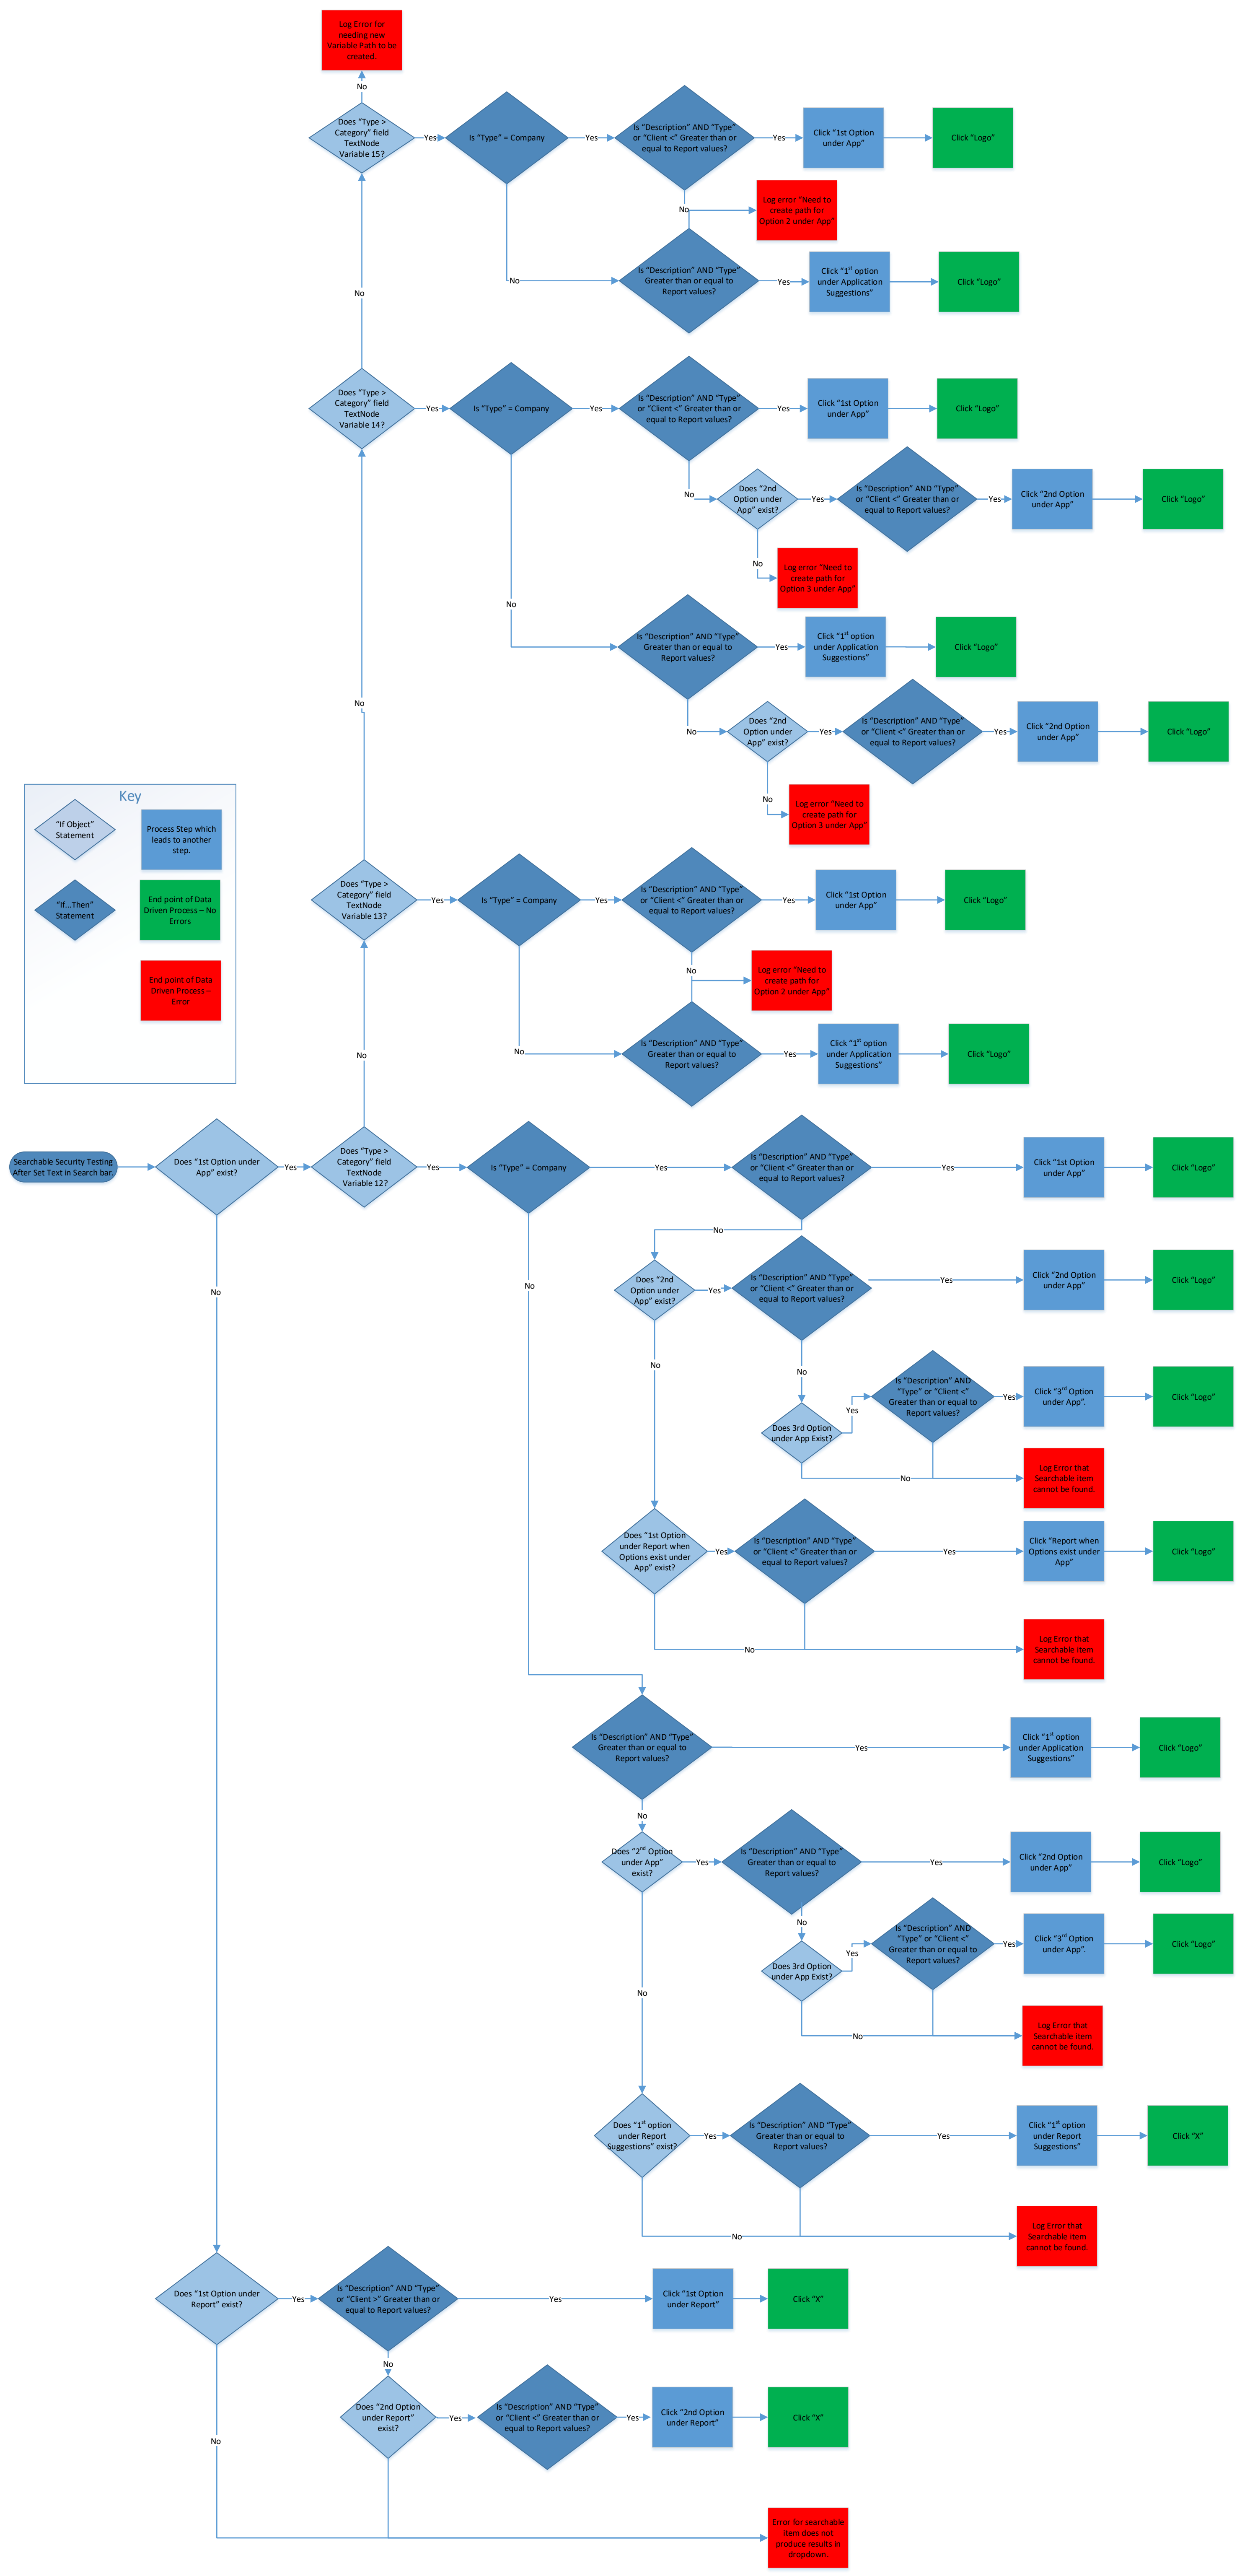 Log Error for
needing new
Variable Path to be
created.
No
Does “Type >
Category” field
TextNode
Variable 15?
Yes
Is “Type” = Company
Yes
Is “Description” AND “Type”
or “Client <” Greater than or
equal to Report values?
Yes
Click “1st Option
under App”
Click “Logo”
No
Log error “Need to
create path for
Option 2 under App”
No
Is “Description” AND “Type”
Greater than or equal to
Report values?
Yes
Click “1st option
under Application
Suggestions”
Click “Logo”
No
Does “Type >
Category” field
TextNode
Variable 14?
Yes
Is “Type” = Company
Yes
Is “Description” AND “Type”
or “Client <” Greater than or
equal to Report values?
Yes
Click “1st Option
under App”
Click “Logo”
No
Does “2nd
Option under
App” exist?
Yes
Is “Description” AND “Type”
or “Client <” Greater than or
equal to Report values?
Yes
Click “2nd Option
under App”
Click “Logo”
No
Log error “Need to
create path for
Option 3 under App”
No
Is “Description” AND “Type”
Greater than or equal to
Report values?
Yes
Click “1st option
under Application
Suggestions”
Click “Logo”
No
Does “2nd
Option under
App” exist?
Yes
Is “Description” AND “Type”
or “Client <” Greater than or
equal to Report values?
Yes
Click “2nd Option
under App”
Click “Logo”
No
Log error “Need to
create path for
Option 3 under App”
No
Key
“If Object”
Statement
Process Step which
leads to another
step.
“If...Then”
Statement
End point of Data
Driven Process – No
Errors
End point of Data
Driven Process –
Error
Does “Type >
Category” field
TextNode
Variable 13?
Yes
Is “Type” = Company
Yes
Is “Description” AND “Type”
or “Client <” Greater than or
equal to Report values?
Yes
Click “1st Option
under App”
Click “Logo”
No
Log error “Need to
create path for
Option 2 under App”
No
Is “Description” AND “Type”
Greater than or equal to
Report values?
Yes
Click “1st option
under Application
Suggestions”
Click “Logo”
No
Searchable Security Testing
After Set Text in Search bar.
Does “1st Option under
App” exist?
Yes
Does “Type >
Category” field
TextNode
Variable 12?
Yes
Is “Type” = Company
Yes
Is “Description” AND “Type”
or “Client <” Greater than or
equal to Report values?
Yes
Click “1st Option
under App”
Click “Logo”
No
Does “2nd
Option under
App” exist?
Yes
Is “Description” AND “Type”
or “Client <” Greater than or
equal to Report values?
Yes
Click “2nd Option
under App”
Click “Logo”
No
Does 3rd Option
under App Exist?
Yes
Is “Description” AND
“Type” or “Client <”
Greater than or equal to
Report values?
Yes
Click “3rd Option
under App”.
Click “Logo”
No
Log Error that
Searchable item
cannot be found.
No
Does “1st Option
under Report when
Options exist under
App” exist?
Yes
Is “Description” AND “Type”
or “Client <” Greater than or
equal to Report values?
Yes
Click “Report when
Options exist under
App”
Click “Logo”
No
Log Error that
Searchable item
cannot be found.
No
Is “Description” AND “Type”
Greater than or equal to
Report values?
Yes
Click “1st option
under Application
Suggestions”
Click “Logo”
No
Does “2nd Option
under App”
exist?
Yes
Is “Description” AND “Type”
Greater than or equal to
Report values?
Yes
Click “2nd Option
under App”
Click “Logo”
No
Does 3rd Option
under App Exist?
Yes
Is “Description” AND
“Type” or “Client <”
Greater than or equal to
Report values?
Yes
Click “3rd Option
under App”.
Click “Logo”
No
Log Error that
Searchable item
cannot be found.
No
Does “1st option
under Report
Suggestions” exist?
Yes
Is “Description” AND “Type”
Greater than or equal to
Report values?
Yes
Click “1st option
under Report
Suggestions”
Click “X”
No
Log Error that
Searchable item
cannot be found.
No
Does “1st Option under
Report” exist?
Yes
Is “Description” AND “Type”
or “Client >” Greater than or
equal to Report values?
Yes
Click “1st Option
under Report”
Click “X”
No
Does “2nd Option
under Report”
exist?
Yes
Is “Description” AND “Type”
or “Client <” Greater than or
equal to Report values?
Yes
Click “2nd Option
under Report”
Click “X”
No
Error for searchable
item does not
produce results in
dropdown.